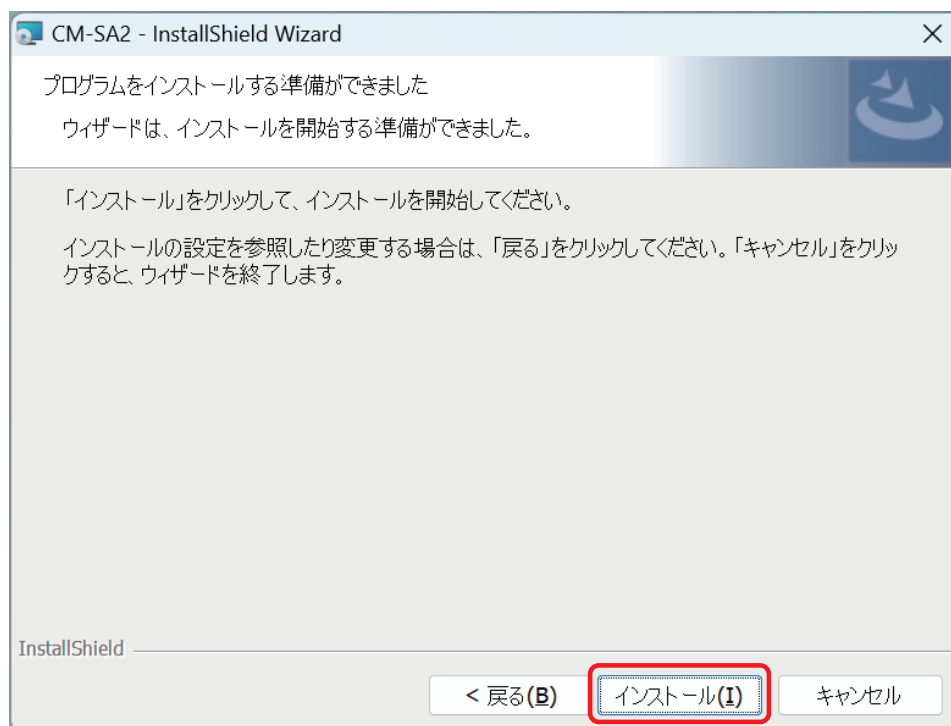 CM-SA2 - InstallShield Wizard
プログラムをインストールする準備ができました
ウィザードは、インストールを開始する準備ができました。
「インストール」をクリックして、インストールを開始してください。
インストールの設定を参照したり変更する場合は、「戻る」をクリックしてください。「キャンセル」をクリッ
クすると、ウィザードを終了します。
InstallShield
< 戻る(B)
インストール(I)
キャンセル